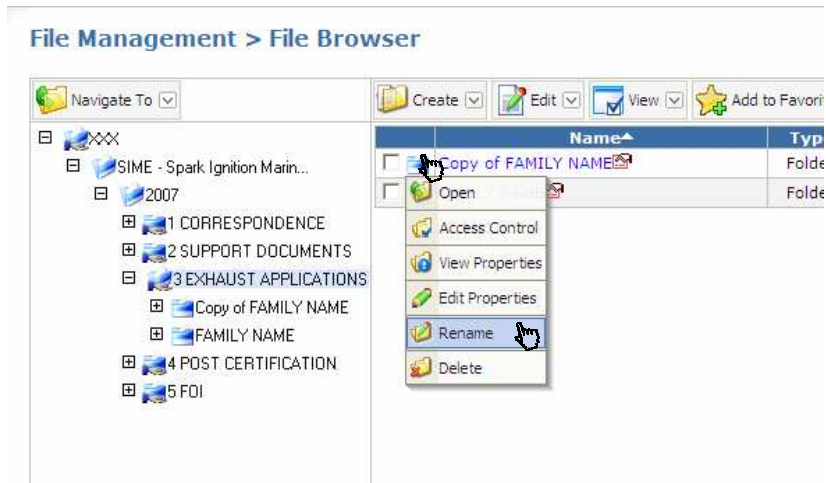 File Management > File Browser
Navigate To
Create Edit View Add to Favori
XXX
SIME - Spark Ignition Marin...
2007
1 CORRESPONDENCE
2 SUPPORT DOCUMENTS
3 EXHAUST APPLICATIONS
Copy of FAMILY NAME
FAMILY NAME
4 POST CERTIFICATION
5 FOI
Name Typ
Copy of FAMILY NAME Folde
Folde
Open
Access Control
View Properties
Edit Properties
Rename
Delete